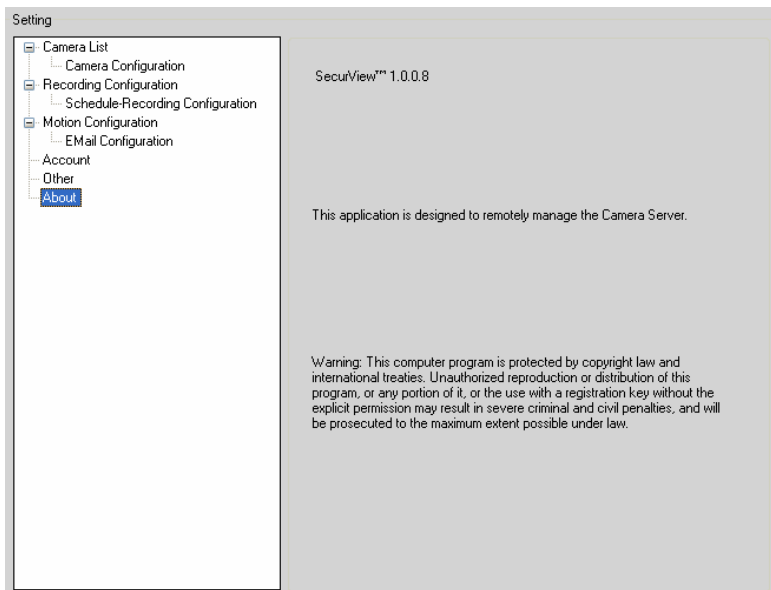 Setting
Camera List
Camera Configuration
Recording Configuration
Schedule-Recording Configuration
Motion Configuration
EMail Configuration
Account
Other
About
SecurView™ 1.0.0.8
This application is designed to remotely manage the Camera Server.
Warning: This computer program is protected by copyright law and
international treaties. Unauthorized reproduction or distribution of this
program, or any portion of it, or the use with a registration key without the
explicit permission may result in severe criminal and civil penalties, and will
be prosecuted to the maximum extent possible under law.